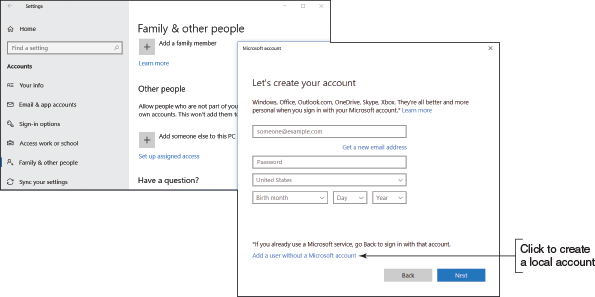 Settings
Home
Find a setting
Accounts
Your info
Email & app accounts
Sign-in options
Access work or school
Family & other people
Sync your settings
Family & other people
Add a family member
Learn more
Other people
Allow people who are not part of you
own accounts. This won't add them t
Add someone else to this PC
Set up assigned access
Have a question?
Microsoft account
Let's create your account
Windows, Office, Outlook.com, OneDrive, Skype, Xbox. They're all better and more
personal when you sign in with your Microsoft account.* Learn more
someone@example.com
Get a new email address
Password
United States
Birth month Day Year
*If you already use a Microsoft service, go Back to sign in with that account.
Add a user without a Microsoft account
Back Next
Click to create
a local account